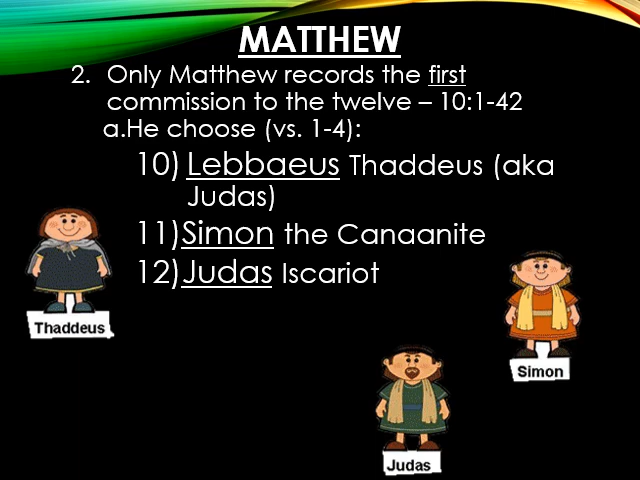 MATTHEW
2. Only Matthew records the first
commission to the twelve – 10:1-42
a.He choose (vs. 1-4):
10) Lebbaeus Thaddeus (aka
Judas)
11)Simon the Canaanite
12)Judas Iscariot
Thaddeus
Simon
Judas